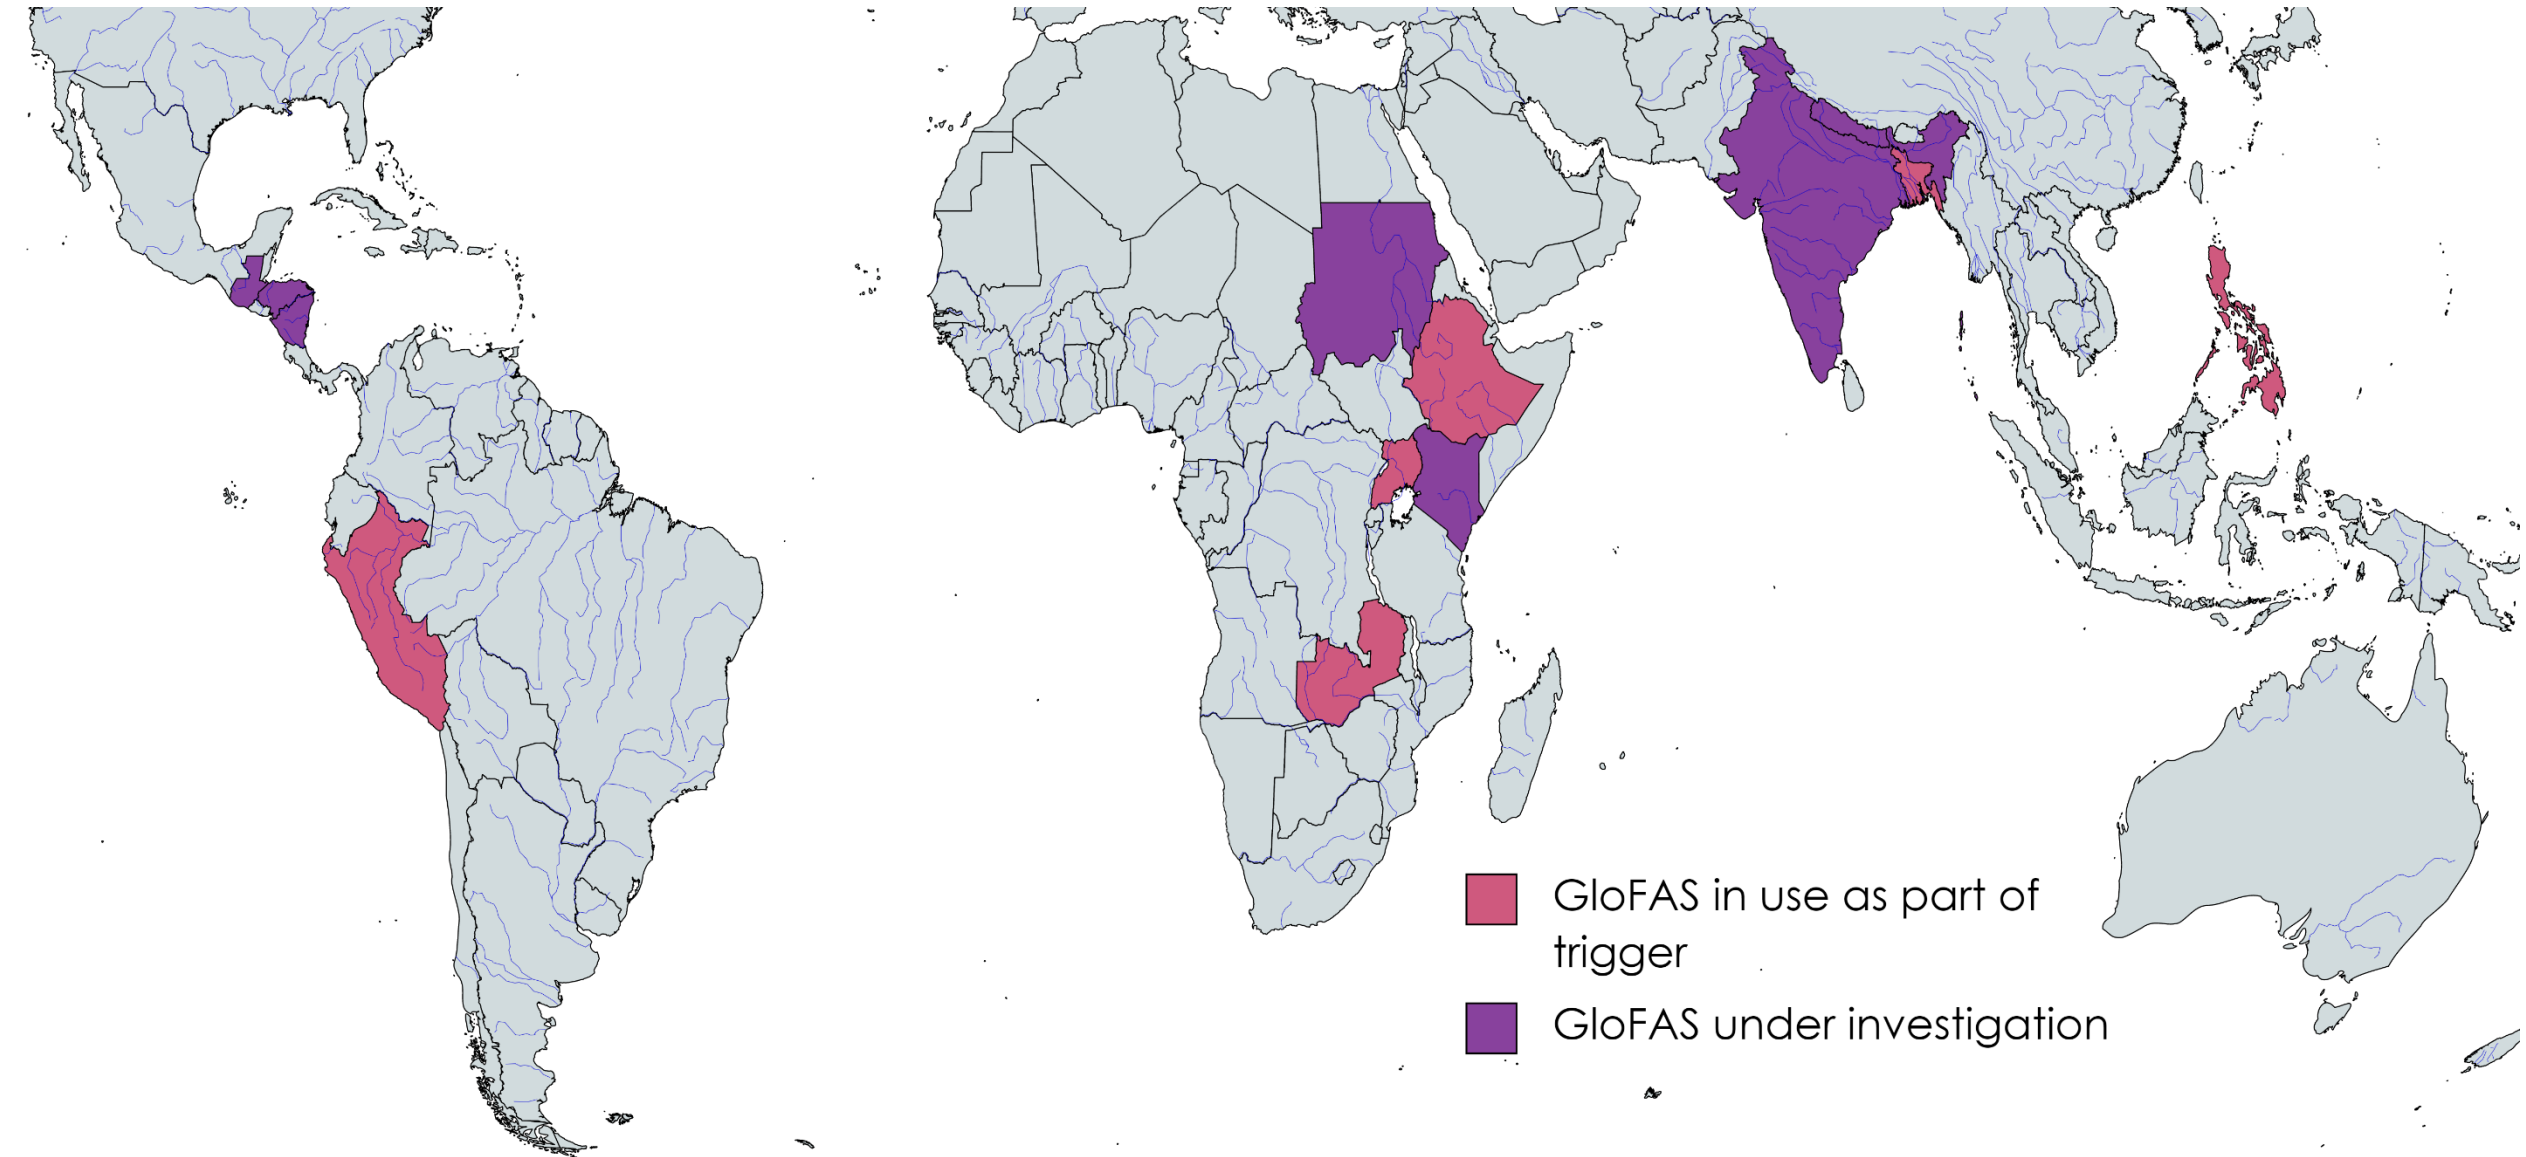 GloFAS in use as part of
trigger
GloFAS under investigation